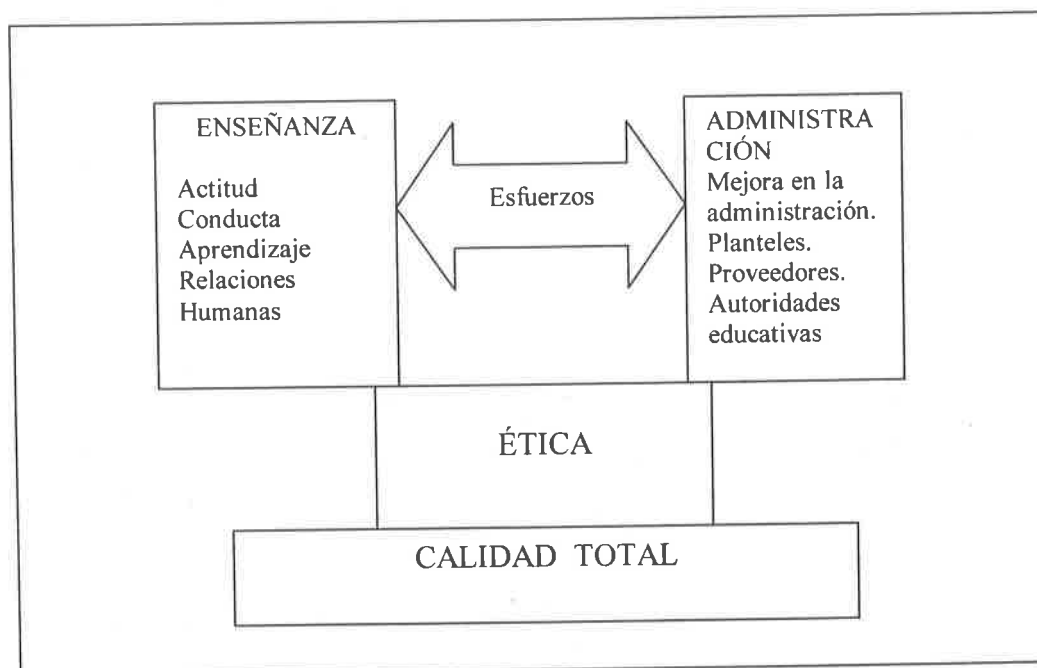 ENSEÑANZA
Actitud
Conducta
Aprendizaje
Relaciones
Humanas
Esfuerzos
ADMINISTRA
CIÓN
Mejora en la
administración.
Planteles.
Proveedores.
Autoridades
educativas
ÉTICA
CALIDAD TOTAL